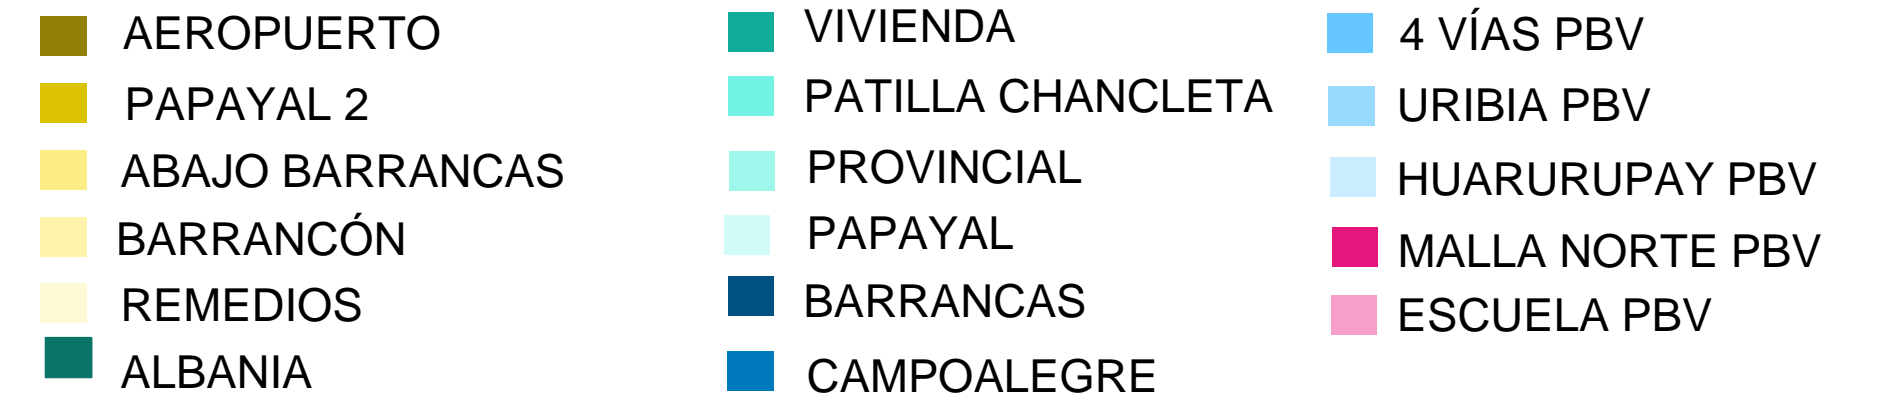 AEROPUERTO
PAPAYAL 2
ABAJO BARRANCAS
BARRANCÓN
REMEDIOS
ALBANIA
VIVIENDA
PATILLA CHANCLETA
PROVINCIAL
PAPAYAL
BARRANCAS
CAMPOALEGRE
4 VÍAS PBV
URIBIA PBV
HUARURUPAY PBV
MALLA NORTE PBV
ESCUELA PBV